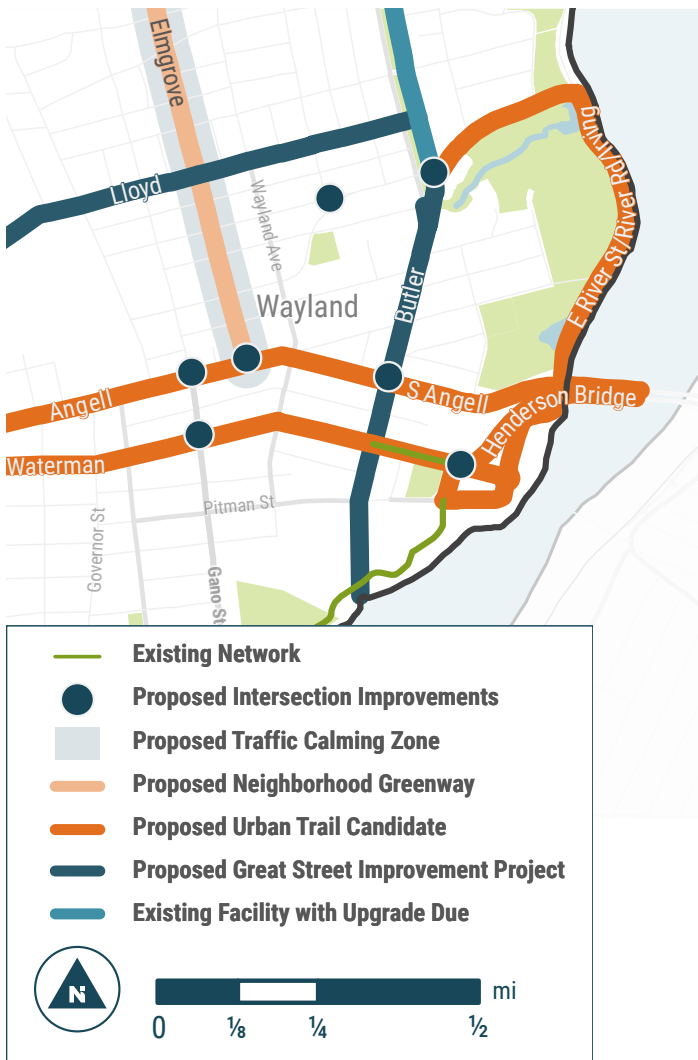 Elmgrove
Lloyd
Wayland Ave
Butler
E River St/River Rd/Irving
Wayland
Angell
S Angell
Henderson Bridge
Waterman
Pitman St
Governor St
Gano St
Existing Network
Proposed Intersection Improvements
Proposed Traffic Calming Zone
Proposed Neighborhood Greenway
Proposed Urban Trail Candidate
Proposed Great Street Improvement Project
Existing Facility with Upgrade Due
N
mi
0 ⅛ ¼ ½